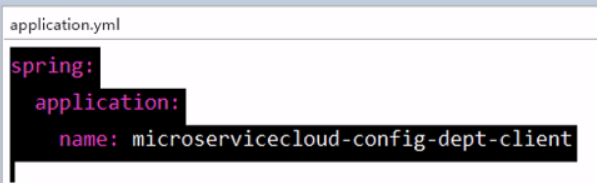 application.yml
spring:
  application:
    name: microservicecloud-config-dept-client